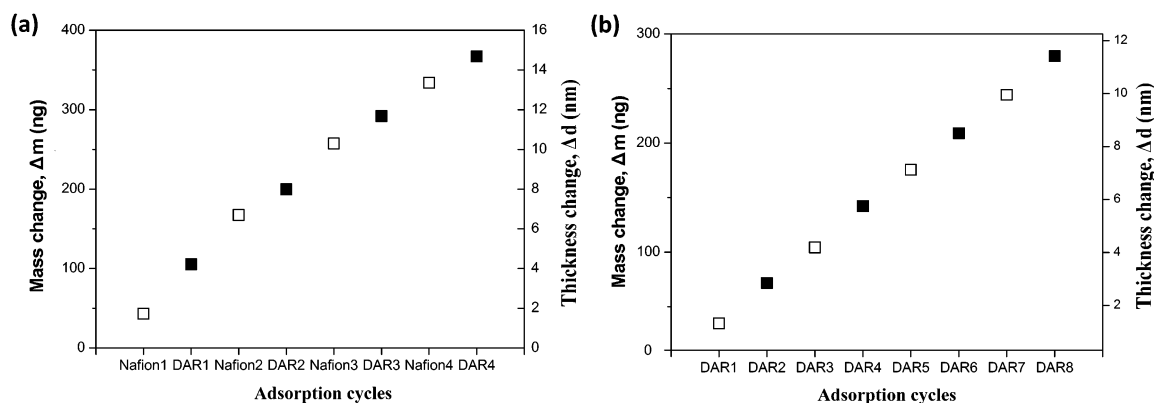 (a)
400
300
200
100
0
Mass change, Δm (ng)
16
14
12
10
8
6
4
2
0
Thickness change, Δd (nm)
Nafion1 DAR1 Nafion2 DAR2 Nafion3 DAR3 Nafion4 DAR4
Adsorption cycles
(b)
300
200
100
0
Mass change, Δm (ng)
12
10
8
6
4
2
Thickness change, Δd (nm)
DAR1 DAR2 DAR3 DAR4 DAR5 DAR6 DAR7 DAR8
Adsorption cycles